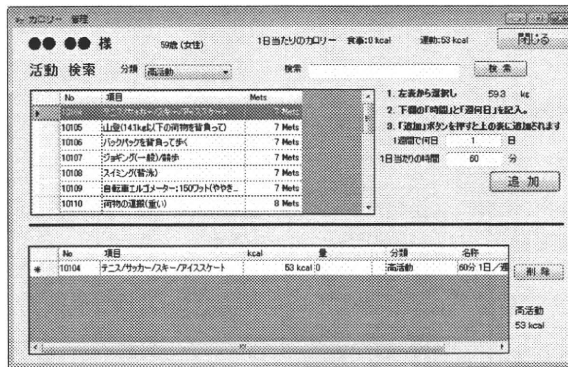 カロリー 管理
●● ●● 様 59歳 (女性) 1日当たりのカロリー 食事:0 kcal 運動:53 kcal 閉じる
活動 検索 分類 高活動 検索 検索
No 項目 Mets
10105 山登(14.1kg以下の荷物を背負って) 7 Mets
10106 バックパックを背負って歩く 7 Mets
10107 ジョギング(一般)/競歩 7 Mets
10108 スイミング(背泳) 7 Mets
10109 自転車エルゴメーター:150ワット(ややき... 7 Mets
10110 荷物の運搬(重い) 8 Mets
1. 左表から選択し 59.3 kg
2. 下欄の「時間」と「週何日」を記入。
3. 「追加」ボタンを押すと上の表に追加されます
1週間で何日 1 日
1日当たりの時間 60 分
追加
No 項目 kcal 量 分類 名称
10104 テニス/サッカー/スキー/アイススケート 53 kcal 0 高活動 60分 1日/週
削除
高活動
53 kcal